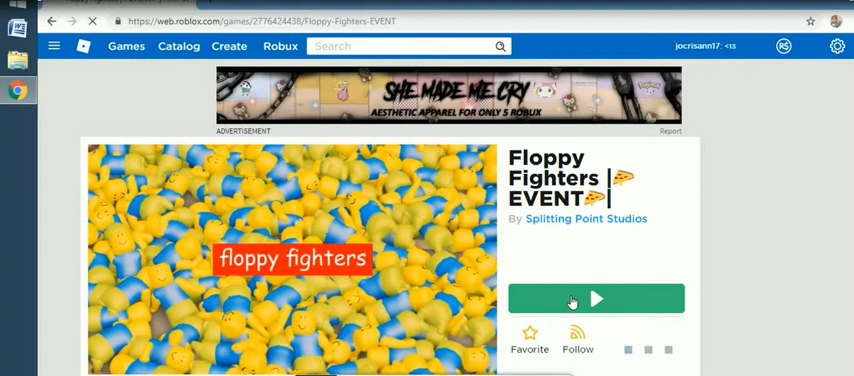 https://web.roblox.com/games/2776424438/Floppy-Fighters-EVENT
Games Catalog Create Robux Search jocrisann17: <13 R$
SHE MADE ME CRY
AESTHETIC APPAREL FOR ONLY 5 ROBUX
ADVERTISEMENT Report
floppy fighters
Floppy
Fighters |🍕
EVENT🍕|
By Splitting Point Studios
Favorite Follow